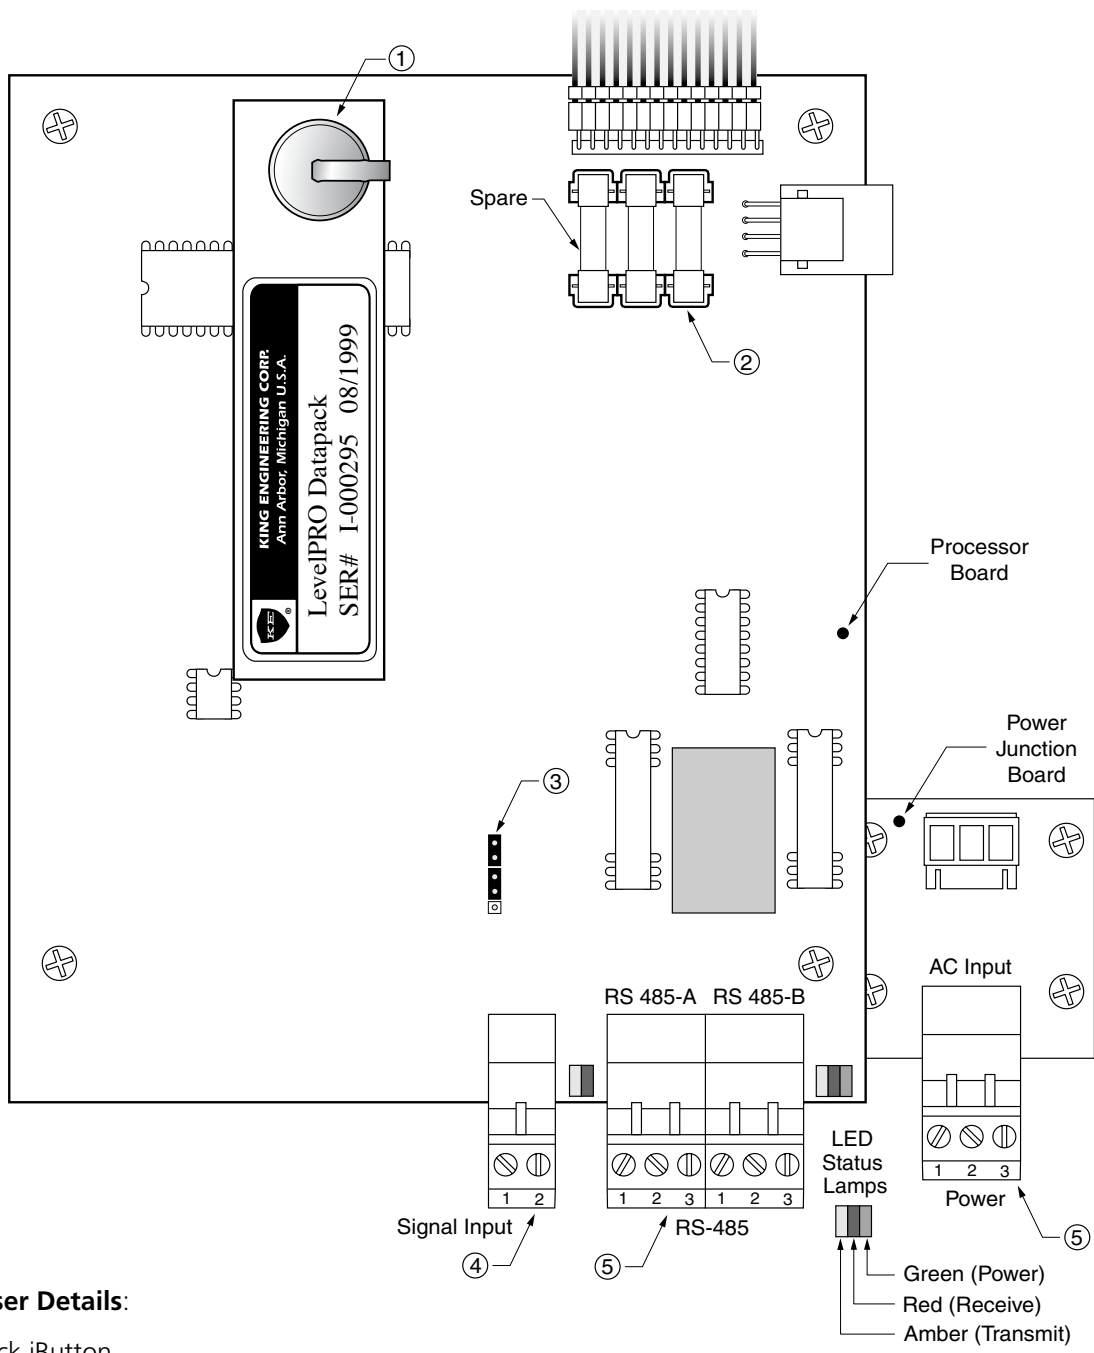 1
Spare
2
KING ENGINEERING CORP.
Ann Arbor, Michigan U.S.A.
KE ®
LevelPRO Datapack
SER# I-000295 08/1999
Processor
Board
Power
Junction
Board
3
AC Input
RS 485-A RS 485-B
LED
Status
Lamps
1 2
1 2 3 1 2 3
1 2 3
Signal Input
RS-485
Power
4
5
5
Green (Power)
Red (Receive)
Amber (Transmit)
ser Details:
ck iButton